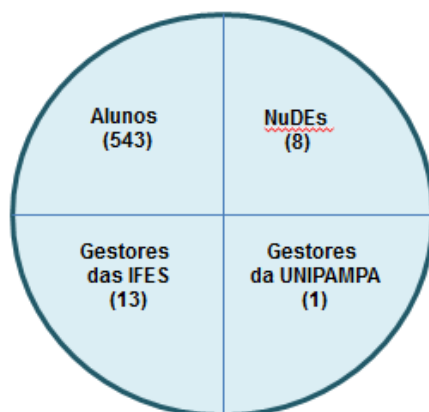 Alunos
(543)
NuDEs
(8)
Gestores
das IFES
(13)
Gestores
da UNIPAMPA
(1)